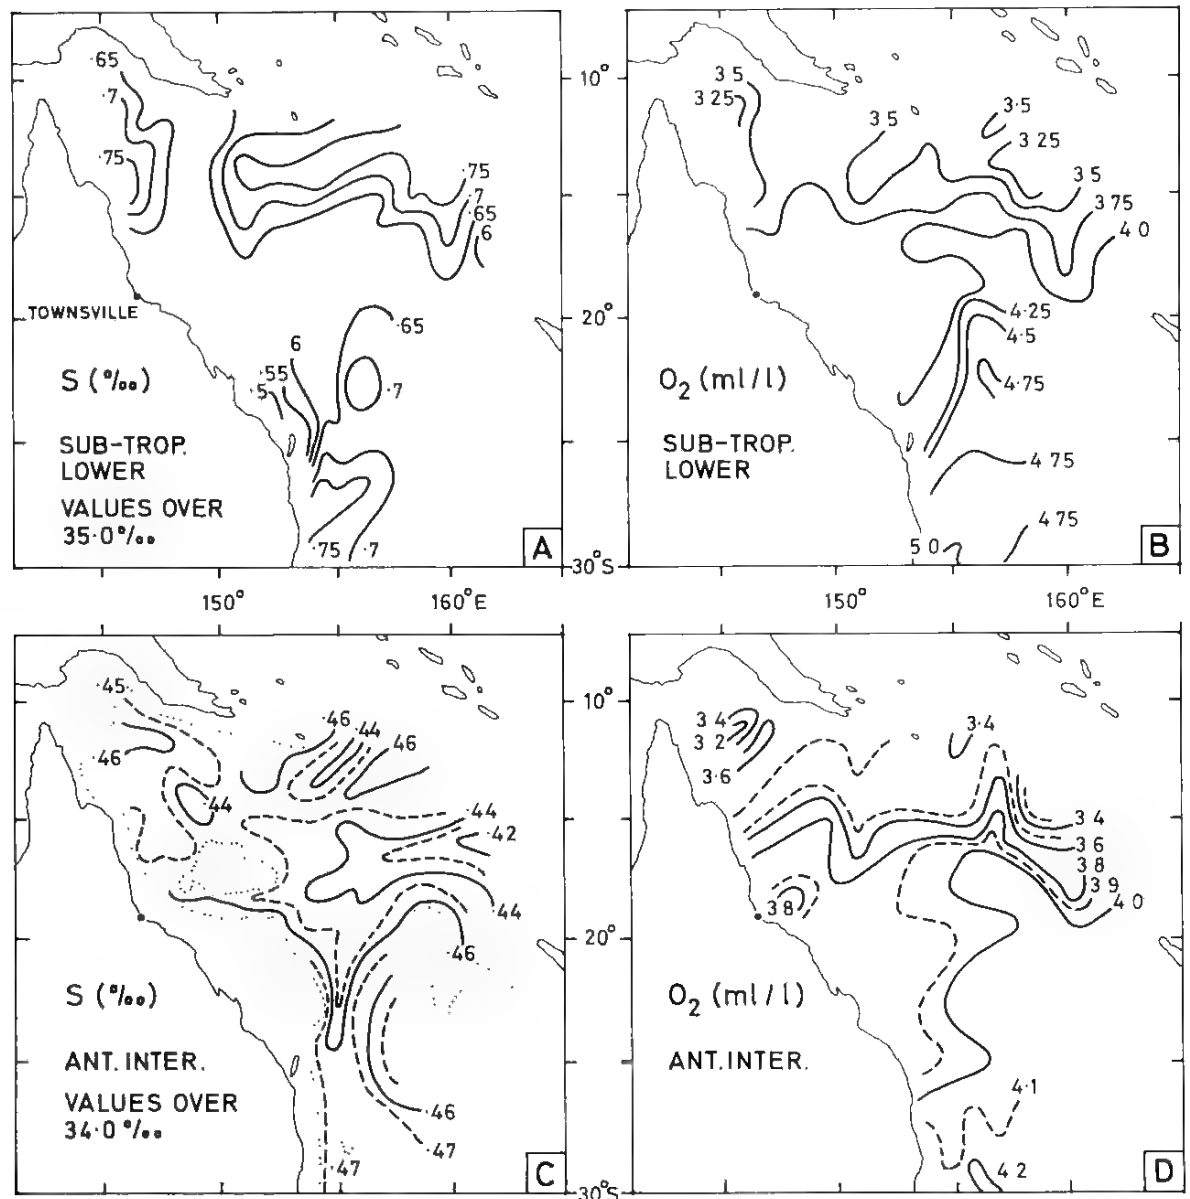 .65
.7
.75
.75
.7
.65
6
TOWNSVILLE
6
.65
.55
.5
.7
S (‰)
SUB-TROP.
LOWER
VALUES OVER
35·0‰
.75
.7
A
10°
20°
30°S
150°
160°E
3 5
3 25
3 5
3·5
3 25
3 5
3 75
4 0
4·25
4·5
4·75
O₂ (ml/l)
SUB-TROP.
LOWER
4 75
4 75
5 0
B
150°
160°E
·45
·46
·46
·44
·46
·44
·44
·42
·44
·46
S (‰)
ANT. INTER.
VALUES OVER
34·0‰
·46
·47
·47
C
10°
20°
30°S
3 4
3 2
3·6
3·4
3 4
3 6
3 8
3 9
4 0
3 8
O₂ (ml/l)
ANT. INTER.
4·1
4 2
D